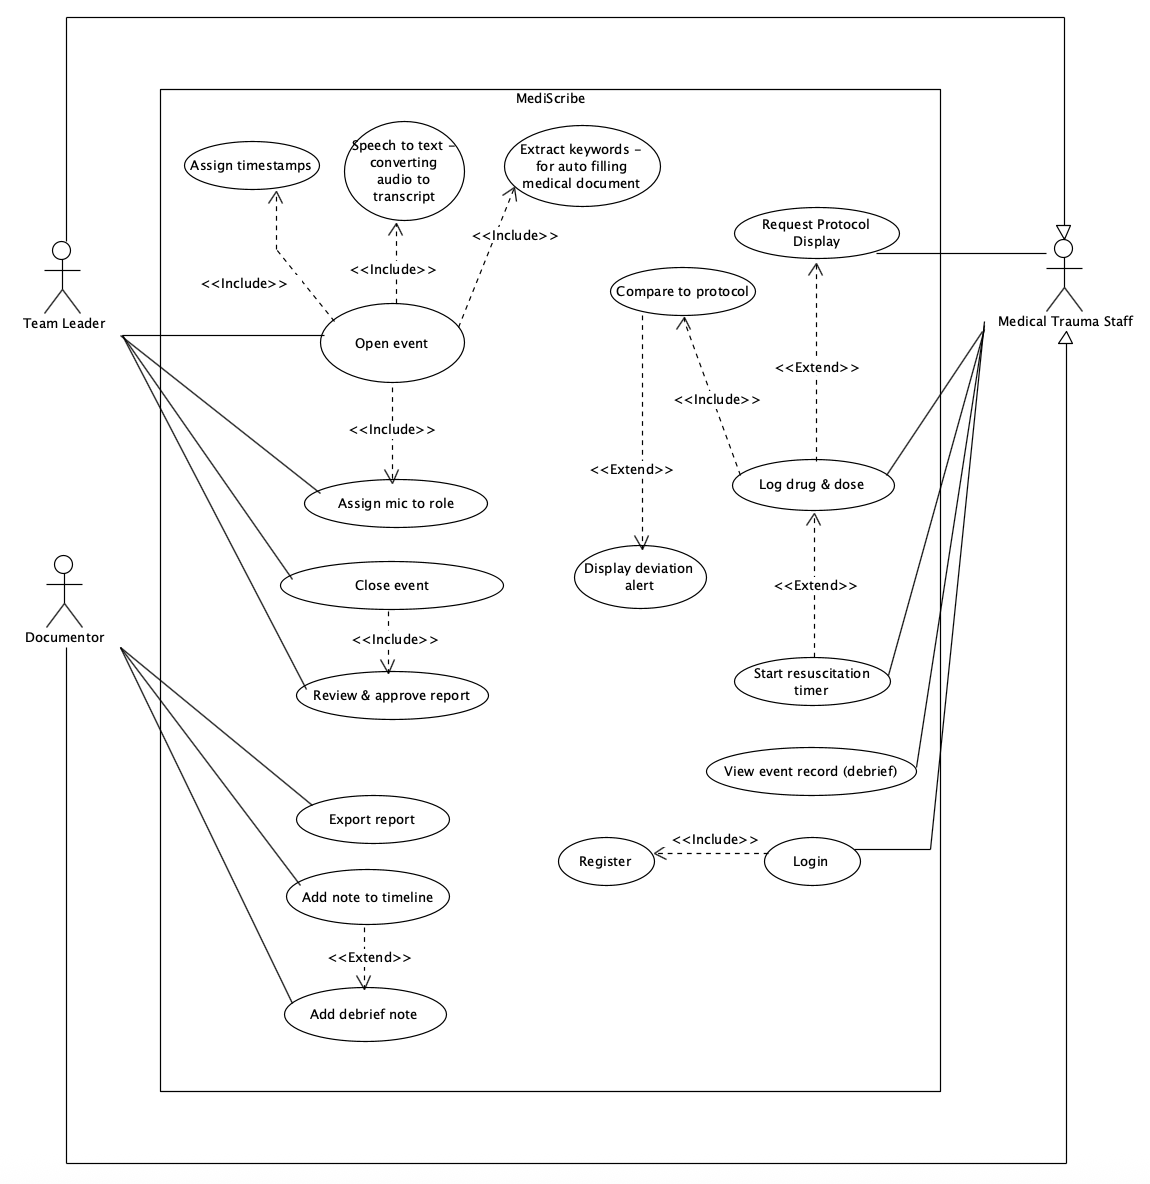 MediScribe
Assign timestamps
Speech to text –
converting
audio to
transcript
Extract keywords –
for auto filling
medical document
<<Include>>
<<Include>>
<<Include>>
Request Protocol
Display
Compare to protocol
Team Leader
Medical Trauma Staff
Open event
<<Extend>>
<<Include>>
<<Include>>
<<Extend>>
Log drug & dose
Assign mic to role
Display deviation
alert
Close event
<<Extend>>
Documentor
<<Include>>
Start resuscitation
timer
Review & approve report
View event record (debrief)
Export report
<<Include>>
Register
Login
Add note to timeline
<<Extend>>
Add debrief note